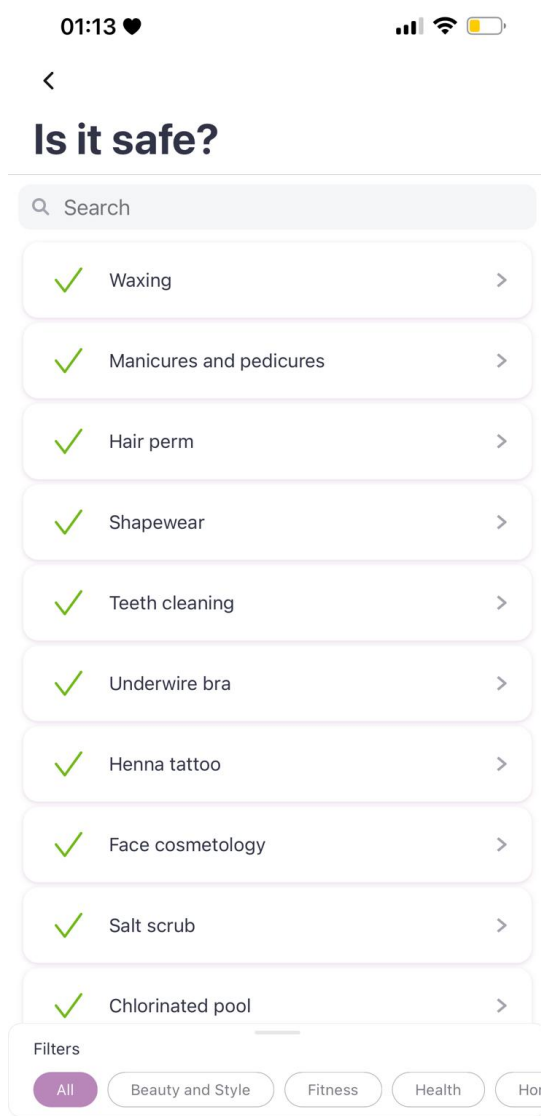 01:13
Is it safe?
Search
Waxing
Manicures and pedicures
Hair perm
Shapewear
Teeth cleaning
Underwire bra
Henna tattoo
Face cosmetology
Salt scrub
Chlorinated pool
Filters
All Beauty and Style Fitness Health